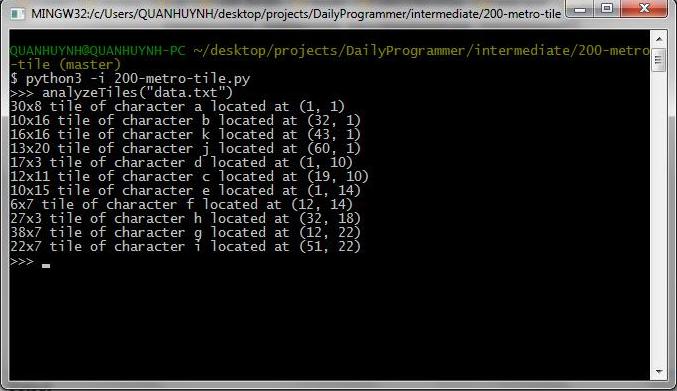 MINGW32:/c/Users/QUANHUYNH/desktop/projects/DailyProgrammer/intermediate/200-metro-tile
QUANHUYNH@QUANHUYNH-PC ~/desktop/projects/DailyProgrammer/intermediate/200-metro
-tile (master)
$ python3 -i 200-metro-tile.py
>>> analyzeTiles("data.txt")
30x8 tile of character a located at (1, 1)
10x16 tile of character b located at (32, 1)
16x16 tile of character k located at (43, 1)
13x20 tile of character j located at (60, 1)
17x3 tile of character d located at (1, 10)
12x11 tile of character c located at (19, 10)
10x15 tile of character e located at (1, 14)
6x7 tile of character f located at (12, 14)
27x3 tile of character h located at (32, 18)
38x7 tile of character g located at (12, 22)
22x7 tile of character i located at (51, 22)
>>>